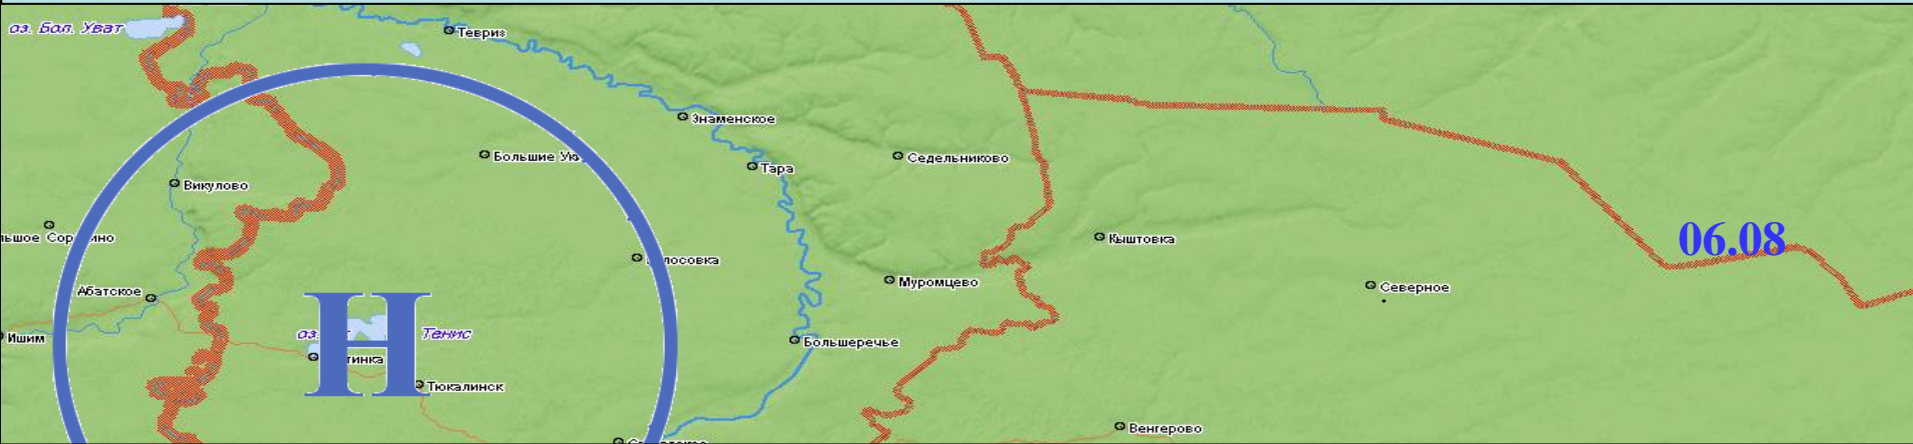 оз. Бол. Уват
Тевриз
Знаменское
Большие
Тара
Седельниково
Викулово
Кыштовка
06.08
Муромцево
Северное
Абатское
оз.
Тенис
Н
Ишим
Большеречье
Тюкалинск
Венгерово